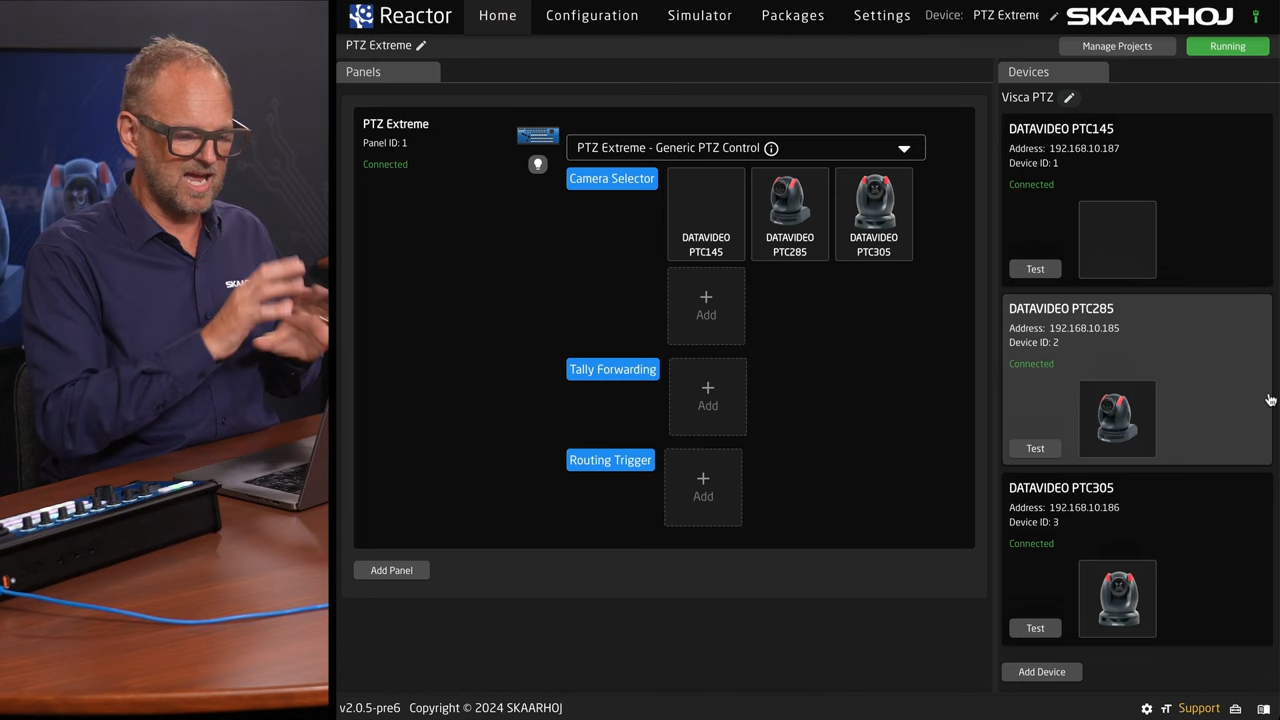 Reactor
Home
Configuration
Simulator
Packages
Settings
Device: PTZ Extreme
SKAARHOJ
PTZ Extreme
Manage Projects
Running
Panels
Devices
PTZ Extreme
Panel ID: 1
Connected
PTZ Extreme - Generic PTZ Control
Camera Selector
DATAVIDEO
PTC145
DATAVIDEO
PTC285
DATAVIDEO
PTC305
+
Add
Tally Forwarding
+
Add
Routing Trigger
+
Add
Add Panel
Visca PTZ
DATAVIDEO PTC145
Address: 192.168.10.187
Device ID: 1
Connected
Test
DATAVIDEO PTC285
Address: 192.168.10.185
Device ID: 2
Connected
Test
DATAVIDEO PTC305
Address: 192.168.10.186
Device ID: 3
Connected
Test
Add Device
v2.0.5-pre6 Copyright © 2024 SKAARHOJ
Support